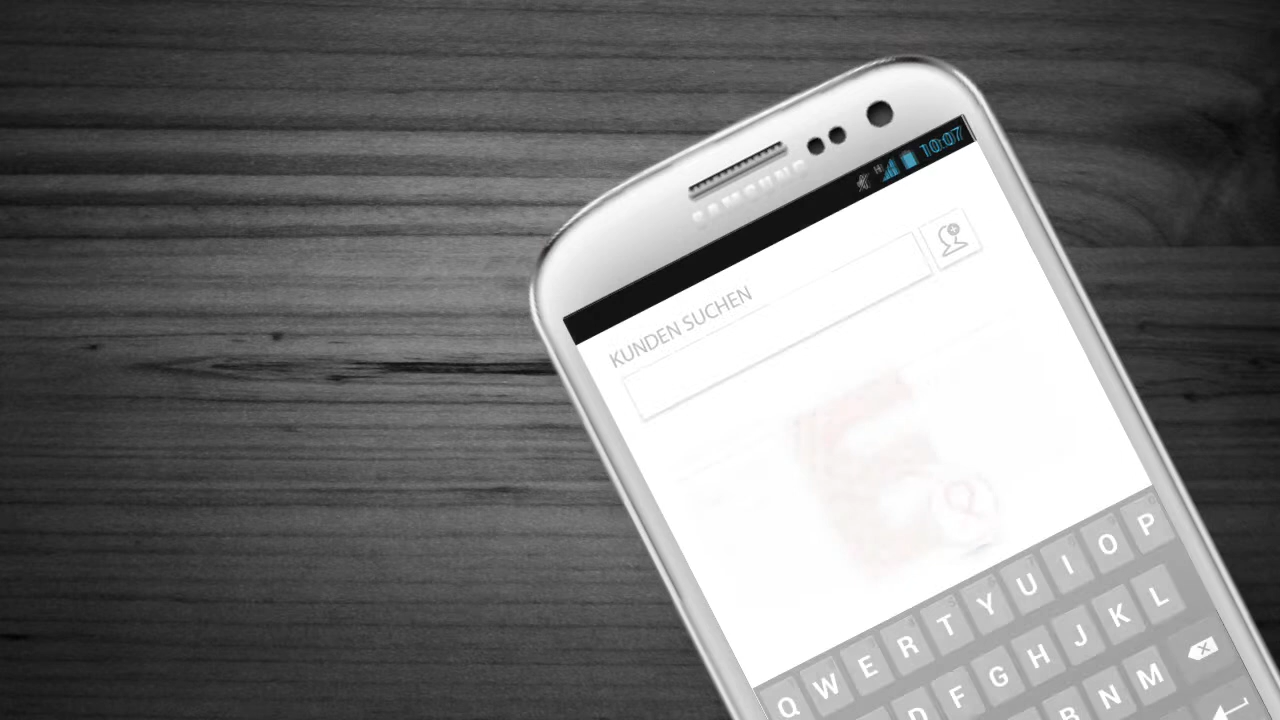 SAMSUNG
10:07
KUNDEN SUCHEN
Q W E R T Y U I O P
D F G H J K L
B N M